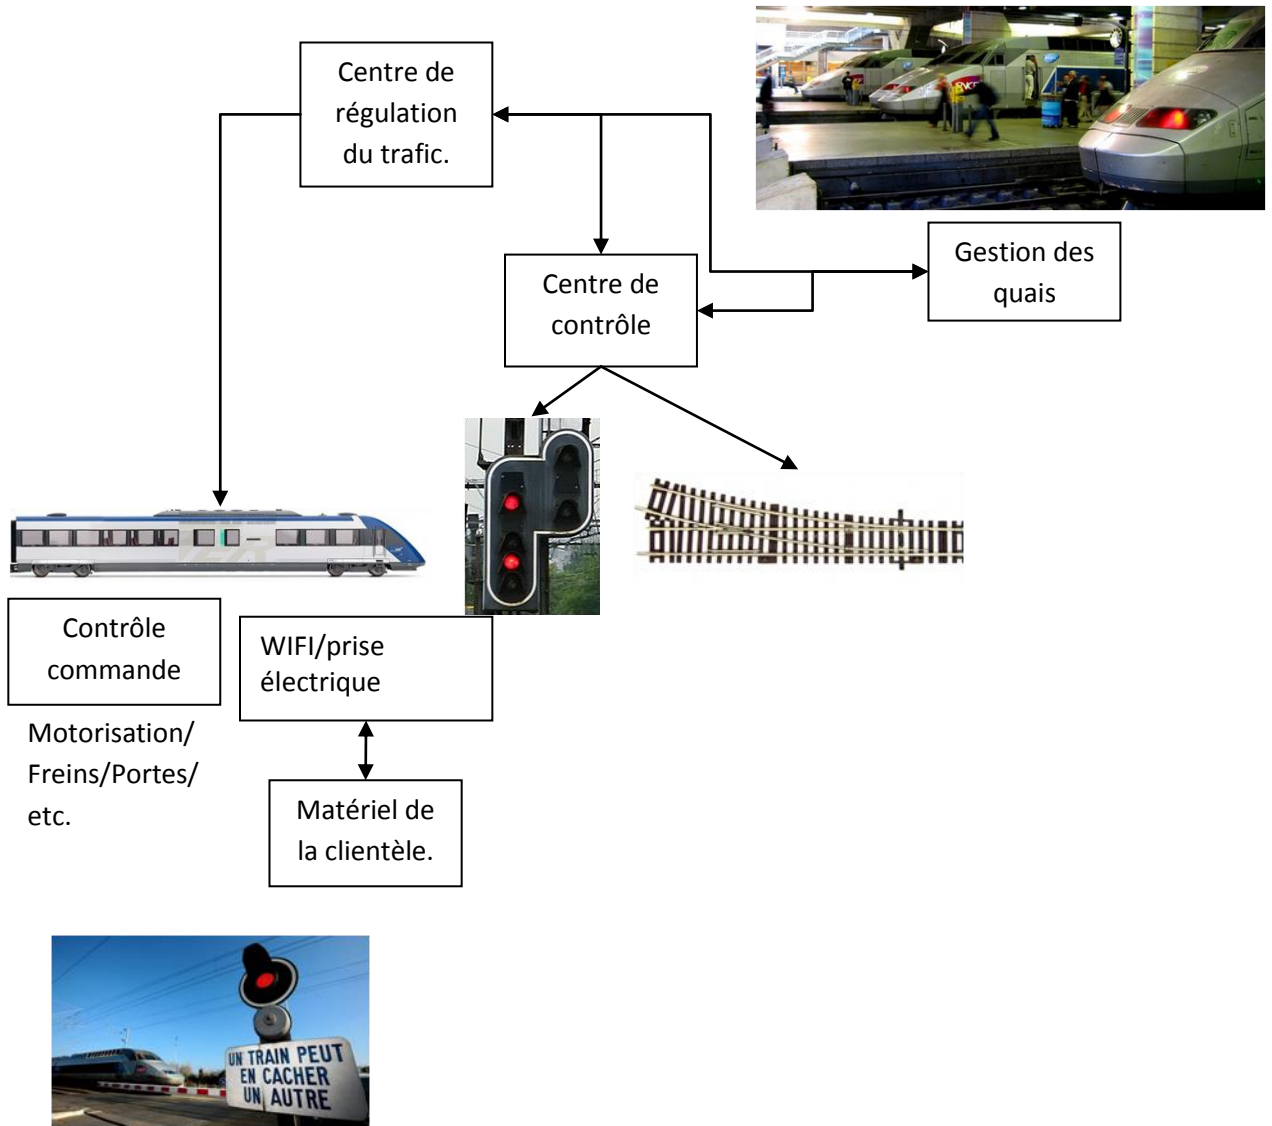 Centre de
régulation
du trafic.
Gestion des
quais
Centre de
contrôle
Contrôle
commande
WIFI/prise
électrique
Motorisation/
Freins/Portes/
etc.
Matériel de
la clientèle.
UN TRAIN PEUT
EN CACHER
UN AUTRE